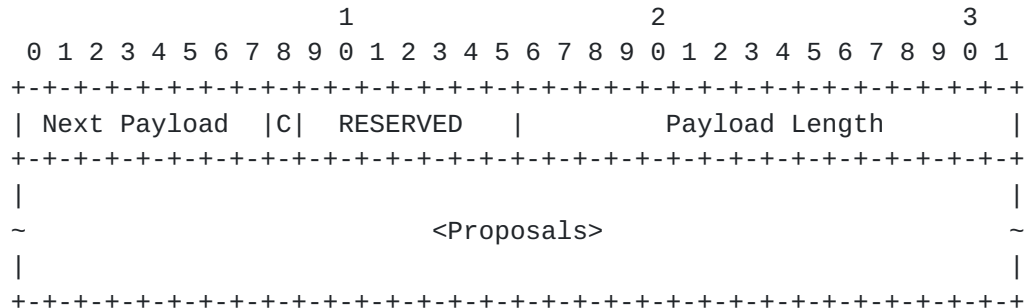 1                   2                   3
 0 1 2 3 4 5 6 7 8 9 0 1 2 3 4 5 6 7 8 9 0 1 2 3 4 5 6 7 8 9 0 1
+-+-+-+-+-+-+-+-+-+-+-+-+-+-+-+-+-+-+-+-+-+-+-+-+-+-+-+-+-+-+-+-+
| Next Payload  |C|  RESERVED   |         Payload Length        |
+-+-+-+-+-+-+-+-+-+-+-+-+-+-+-+-+-+-+-+-+-+-+-+-+-+-+-+-+-+-+-+-+
|                                                               |
~                          <Proposals>                          ~
|                                                               |
+-+-+-+-+-+-+-+-+-+-+-+-+-+-+-+-+-+-+-+-+-+-+-+-+-+-+-+-+-+-+-+-+